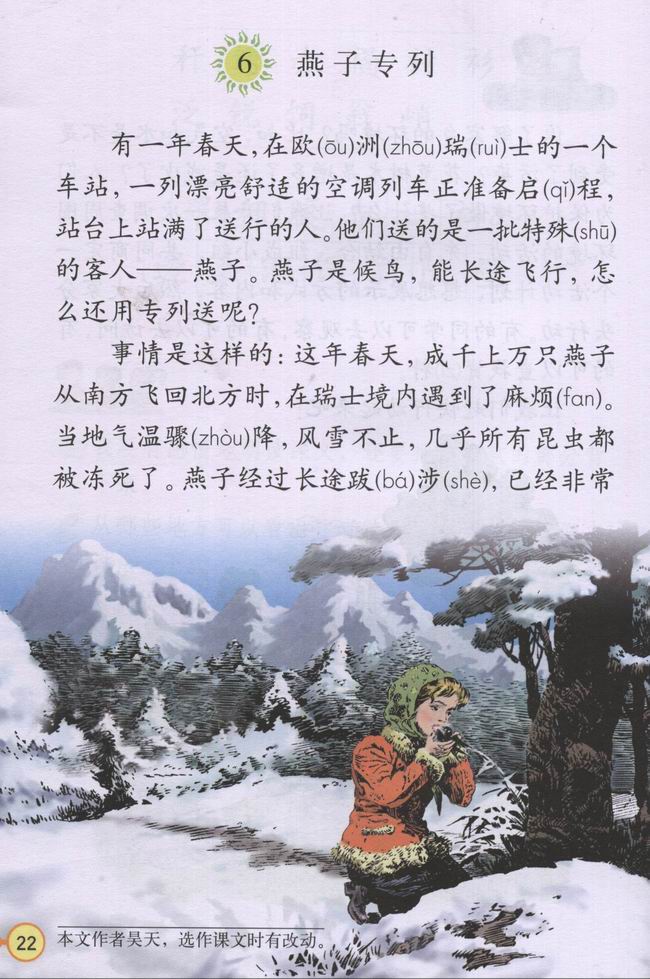 6 燕子专列
有一年春天，在欧(ōu)洲(zhōu)瑞(ruì)士的一个
车站，一列漂亮舒适的空调列车正准备启(qǐ)程，
站台上站满了送行的人。他们送的是一批特殊(shū)
的客人——燕子。燕子是候鸟，能长途飞行，怎
么还用专列送呢？
事情是这样的：这年春天，成千上万只燕子
从南方飞回北方时，在瑞士境内遇到了麻烦(fan)。
当地气温骤(zhòu)降，风雪不止，几乎所有昆虫都
被冻死了。燕子经过长途跋(bá)涉(shè)，已经非常
22 本文作者吴天，选作课文时有改动。